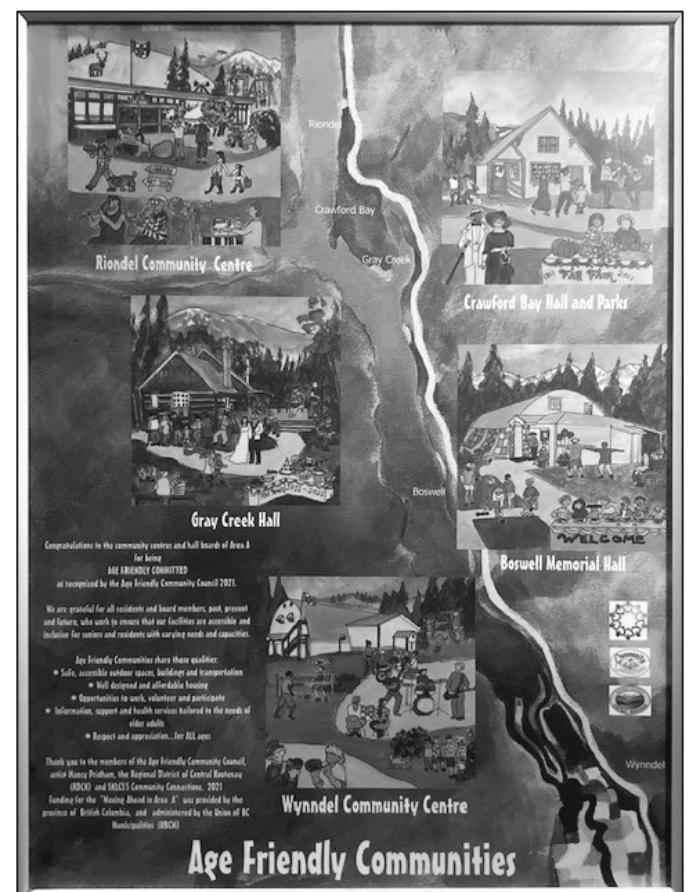 Riondel
Crawford Bay
Gray Creek
Riondel Community Centre
FALL FAIR
Crawford Bay Hall and Parks
Gray Creek Hall
Boswell
WELCOME
Boswell Memorial Hall
Congratulations to the community centres and hall boards of Area A
for being
AGE FRIENDLY COMMITTED
as recognized by the Age Friendly Community Council 2021.
We are grateful for all residents and board members, past, present
and future, who work to ensure that our facilities are accessible and
inclusive for seniors and residents with varying needs and capacities.
Age Friendly Communities share these qualities:
* Safe, accessible outdoor spaces, buildings and transportation
* Well designed and affordable housing
* Opportunities to work, volunteer and participate
* Information, support and health services tailored to the needs of
older adults
* Respect and appreciation...for ALL ages
Thank you to the members of the Age Friendly Community Council,
artist Nancy Pridham, the Regional District of Central Kootenay
(RDCK) and SKLCSS Community Connections, 2021
Funding for the "Moving Ahead in Area A" was provided by the
province of British Columbia, and administered by the Union of BC
Municipalities (UBCM)
Wynndel
Wynndel Community Centre
Age Friendly Communities